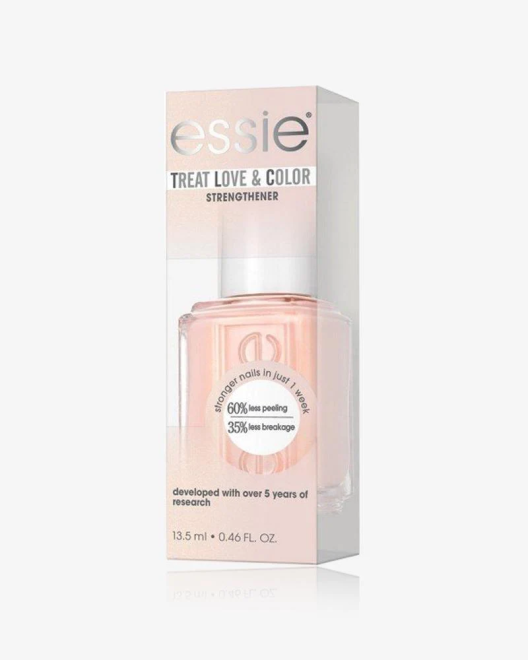 essie®
TREAT LOVE & COLOR
STRENGTHENER
stronger nails in just 1 week
60% less peeling
35% less breakage
developed with over 5 years of
research
13.5 ml • 0.46 FL. OZ.